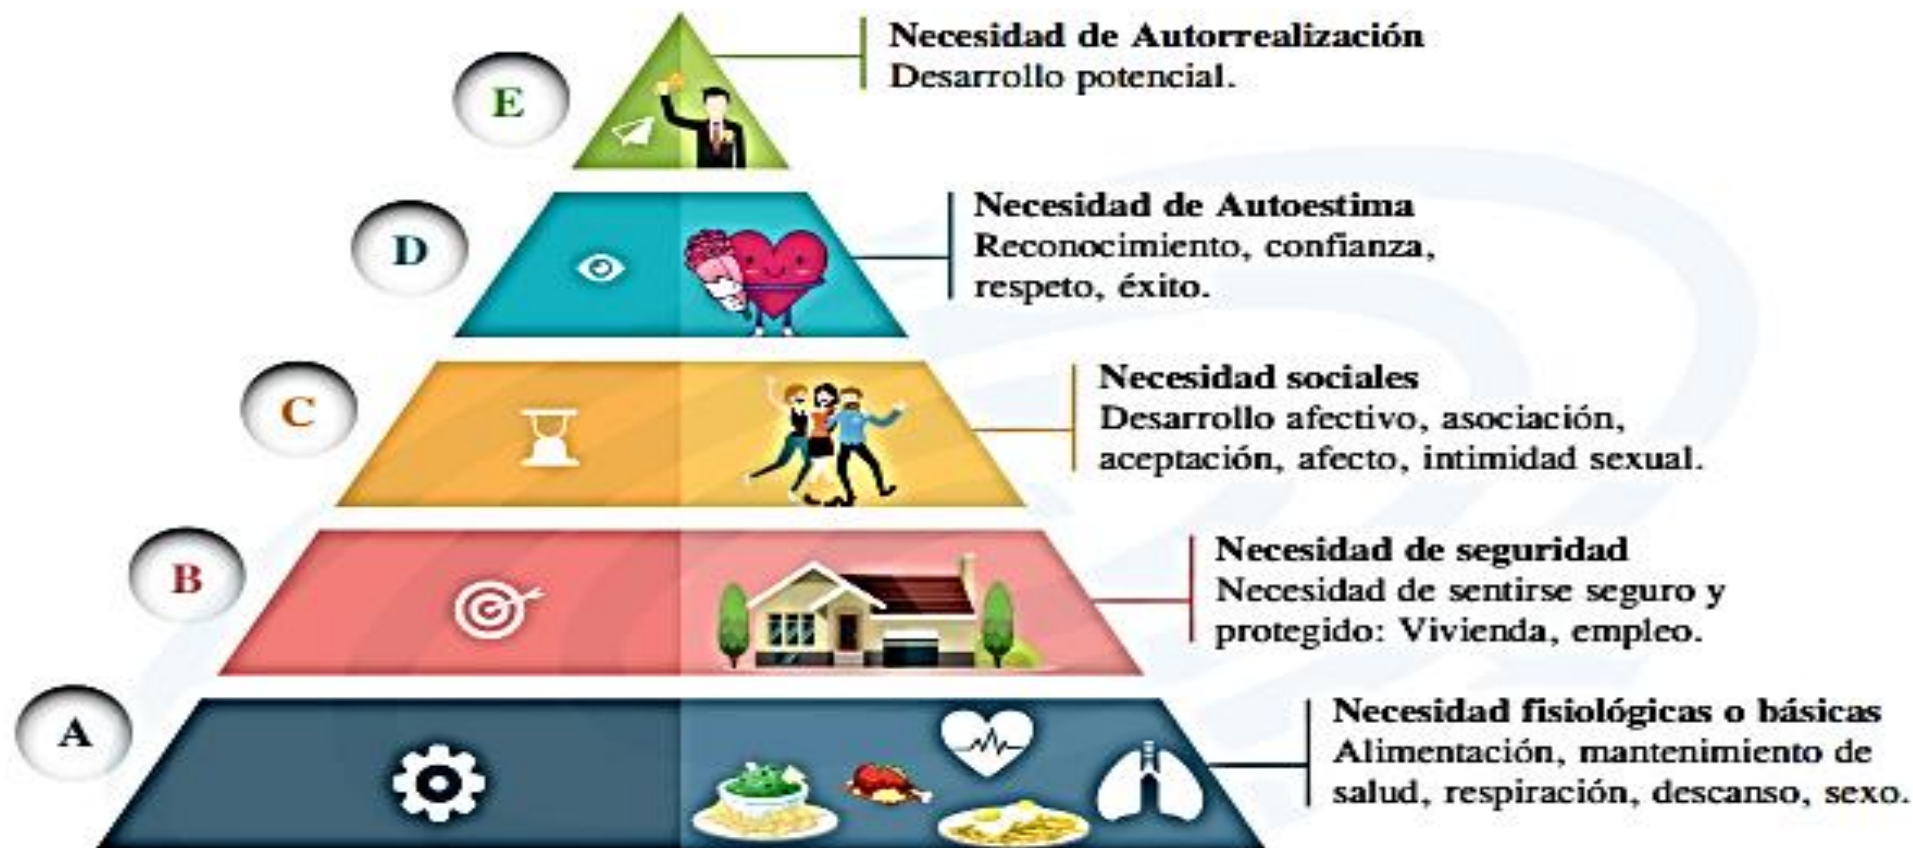 E
Necesidad de Autorrealización
Desarrollo potencial.
D
Necesidad de Autoestima
Reconocimiento, confianza,
respeto, éxito.
C
Necesidad sociales
Desarrollo afectivo, asociación,
aceptación, afecto, intimidad sexual.
B
Necesidad de seguridad
Necesidad de sentirse seguro y
protegido: Vivienda, empleo.
A
Necesidad fisiológicas o básicas
Alimentación, mantenimiento de
salud, respiración, descanso, sexo.